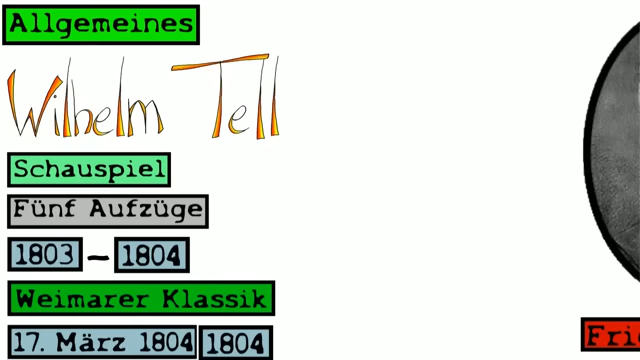 Allgemeines
Wilhelm Tell
Schauspiel
Fünf Aufzüge
1803 – 1804
Weimarer Klassik
17. März 1804 1804